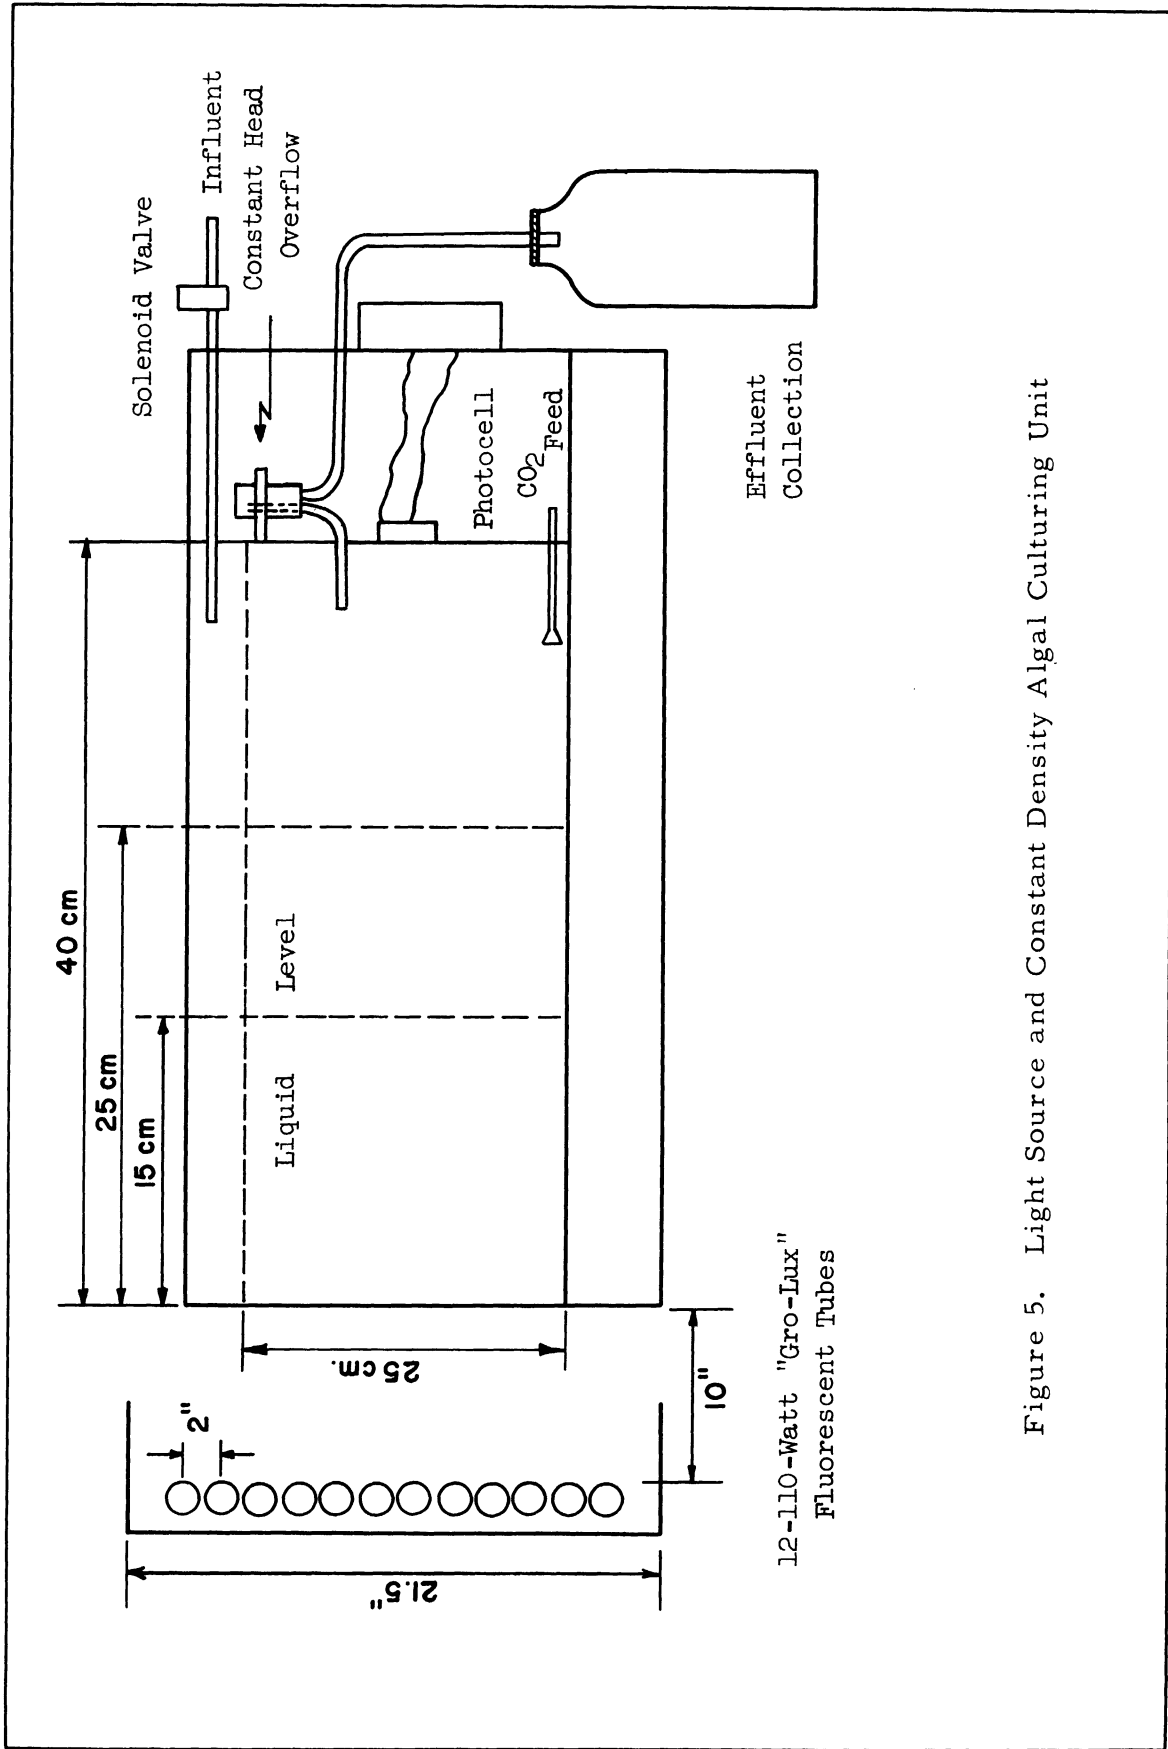 Solenoid Valve
Influent
Constant Head
Overflow
40 cm
25 cm
15 cm
Liquid Level
Photocell
CO2 Feed
25 cm.
2"
21.5"
10"
12-110-Watt "Gro-Lux"
Fluorescent Tubes
Effluent
Collection
Figure 5. Light Source and Constant Density Algal Culturing Unit